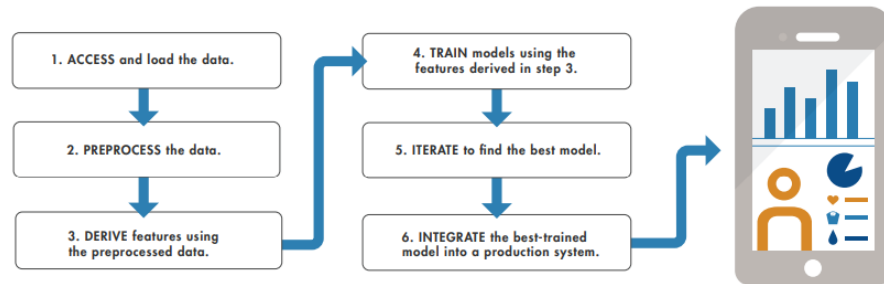 1. ACCESS and load the data.
2. PREPROCESS the data.
3. DERIVE features using
the preprocessed data.
4. TRAIN models using the
features derived in step 3.
5. ITERATE to find the best model.
6. INTEGRATE the best-trained
model into a production system.